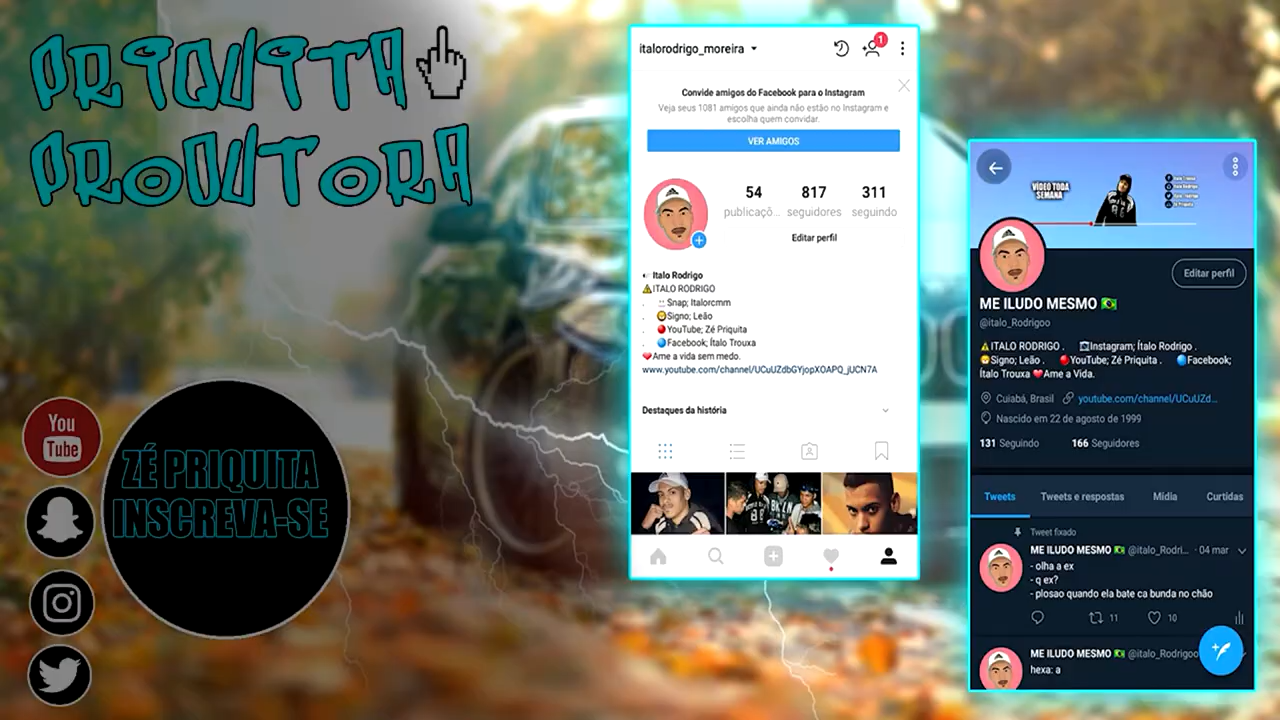 PRIQUITA
PRODUTORA
You
Tube
ZÉ PRIQUITA
INSCREVA-SE
italorodrigo_moreira
1
Convide amigos do Facebook para o Instagram
Veja seus 1081 amigos que ainda não estão no Instagram e
escolha quem convidar.
VER AMIGOS
54 817 311
publicaçõ... seguidores seguindo
Editar perfil
Italo Rodrigo
⚠ITALO RODRIGO
. :: Snap; Italorcmm
. 🦁Signo; Leão
. 🔴YouTube; Zé Priquita
. 🔵Facebook; Ítalo Trouxa
❤Ame a vida sem medo.
www.youtube.com/channel/UCuUZdbGYjopXOAPQ_jUCN7A
Destaques da história
VÍDEO TODA
SEMANA
Editar perfil
ME ILUDO MESMO 🇧🇷
@italo_Rodrigoo
⚠ITALO RODRIGO . 📷Instagram; Ítalo Rodrigo .
🦁Signo; Leão . 🔴YouTube; Zé Priquita . 🔵Facebook;
Ítalo Trouxa ❤Ame a Vida.
Cuiabá, Brasil youtube.com/channel/UCuUZd...
Nascido em 22 de agosto de 1999
131 Seguindo 166 Seguidores
Tweets Tweets e respostas Mídia Curtidas
Tweet fixado
ME ILUDO MESMO 🇧🇷 @italo_Rodri... · 04 mar
- olha a ex
- q ex?
- plosao quando ela bate ca bunda no chão
11 10
ME ILUDO MESMO 🇧🇷 @italo_Rodrigoo
hexa: a